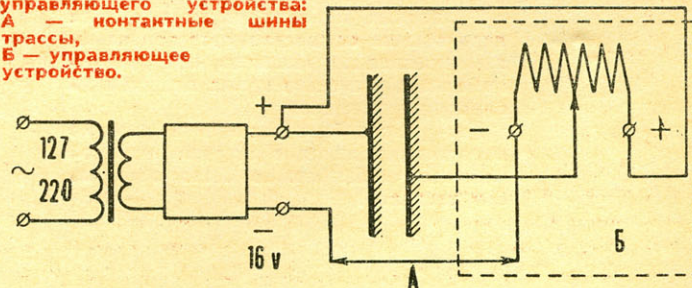 управляющего устройства:
А — контактные шины
трассы,
Б — управляющее
устройство.
+
127
~
220
− +
−
16 v
Б
А